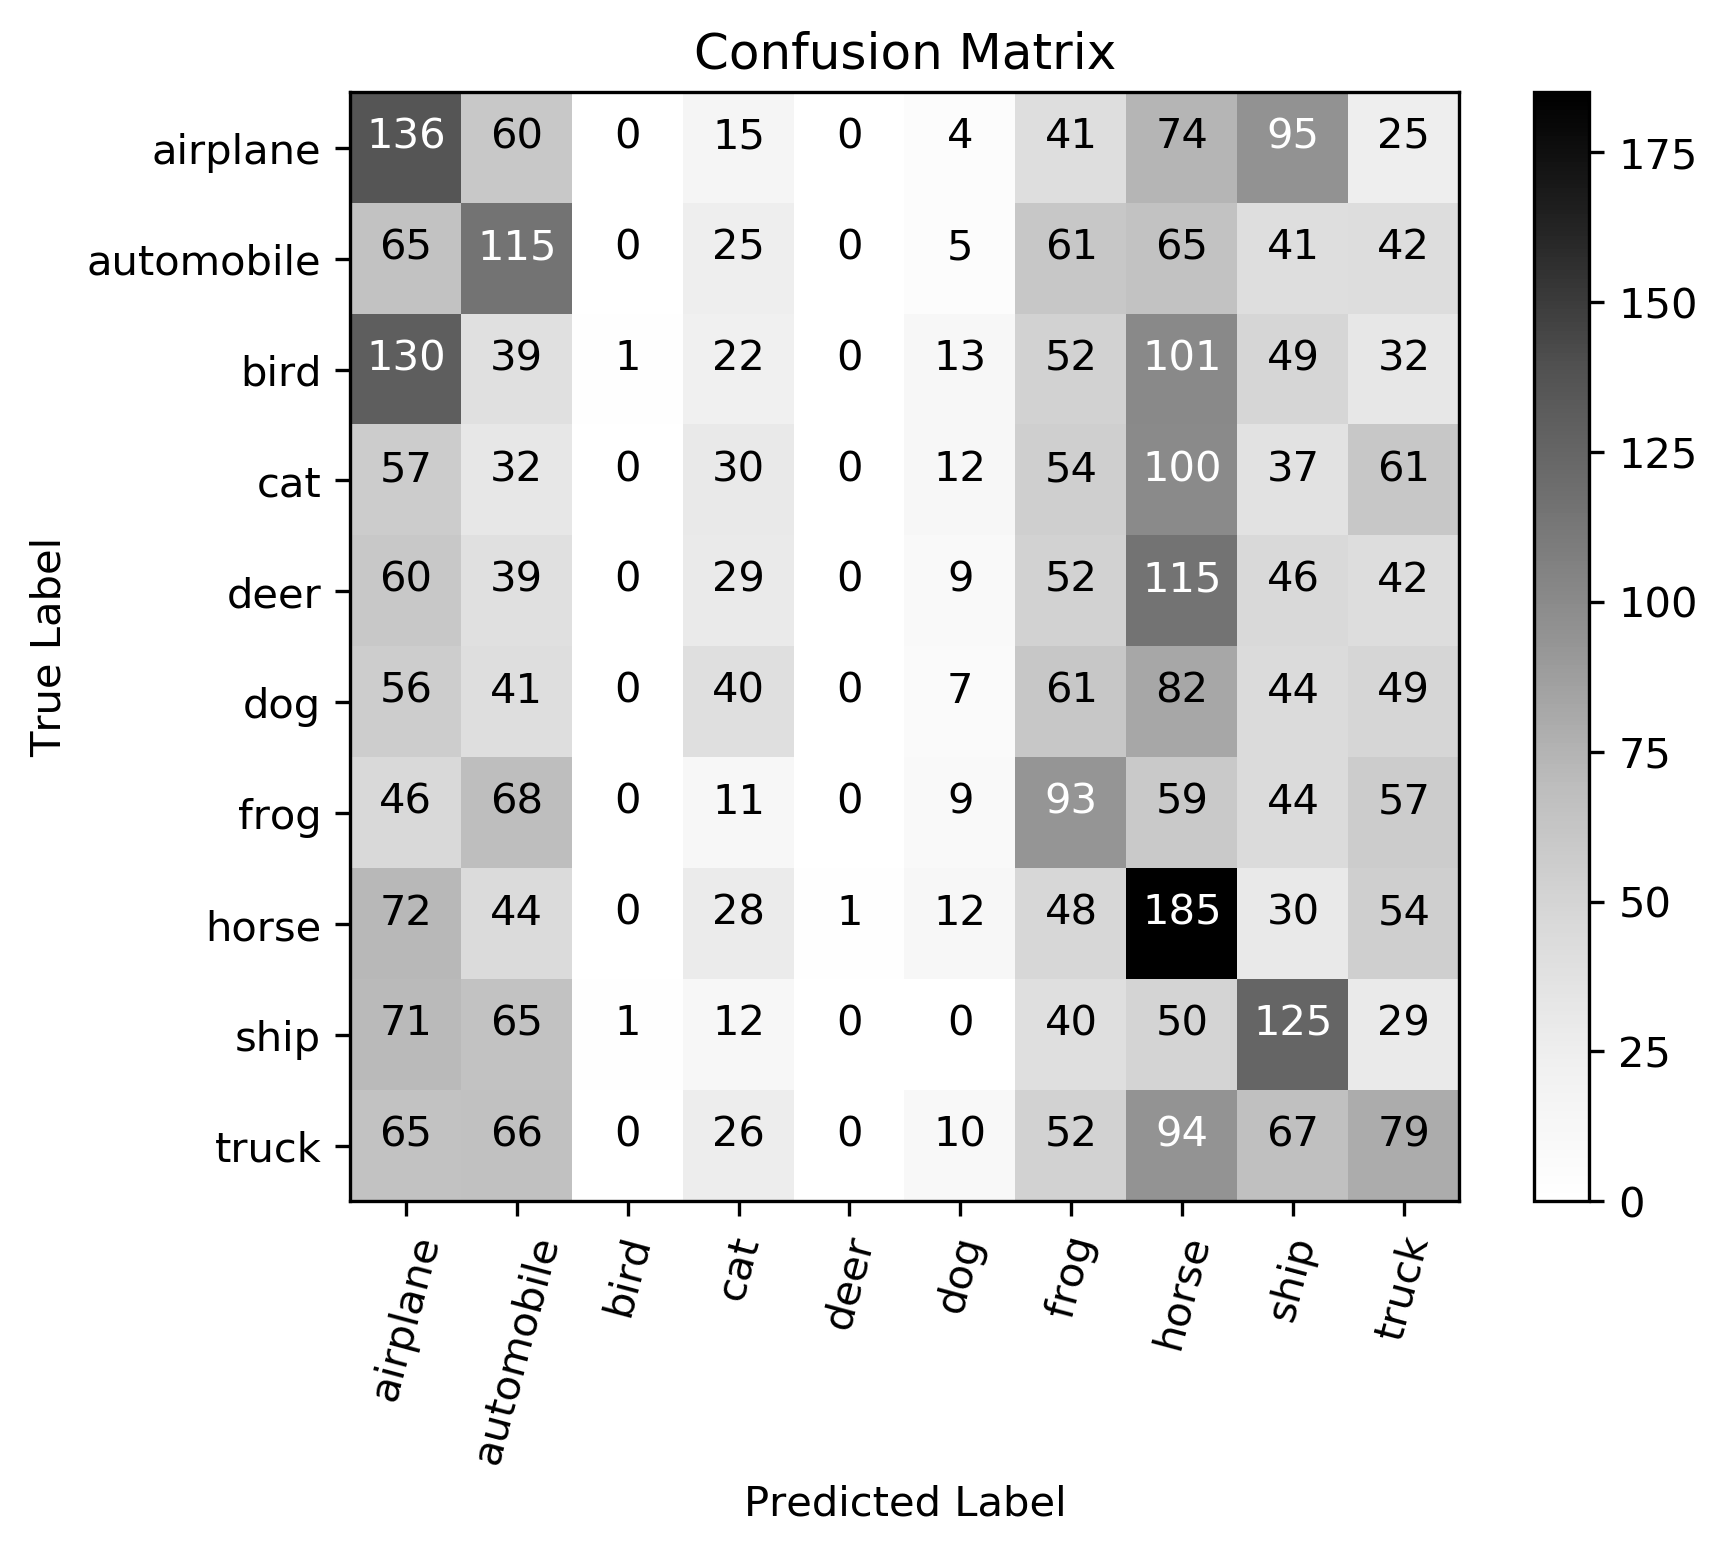 Confusion Matrix
airplane 136 60 0 15 0 4 41 74 95 25
automobile 65 115 0 25 0 5 61 65 41 42
bird 130 39 1 22 0 13 52 101 49 32
cat 57 32 0 30 0 12 54 100 37 61
deer 60 39 0 29 0 9 52 115 46 42
dog 56 41 0 40 0 7 61 82 44 49
frog 46 68 0 11 0 9 93 59 44 57
horse 72 44 0 28 1 12 48 185 30 54
ship 71 65 1 12 0 0 40 50 125 29
truck 65 66 0 26 0 10 52 94 67 79
True Label
airplane automobile bird cat deer dog frog horse ship truck
Predicted Label
175
150
125
100
75
50
25
0